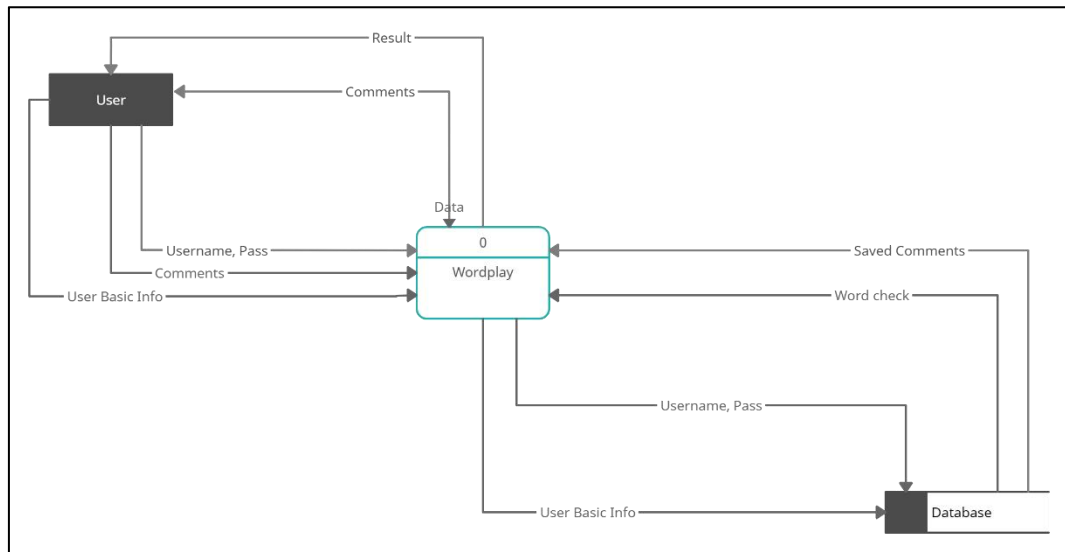 Result
Comments
User
Data
0
Username, Pass
Saved Comments
Comments
Wordplay
User Basic Info
Word check
Username, Pass
User Basic Info
Database